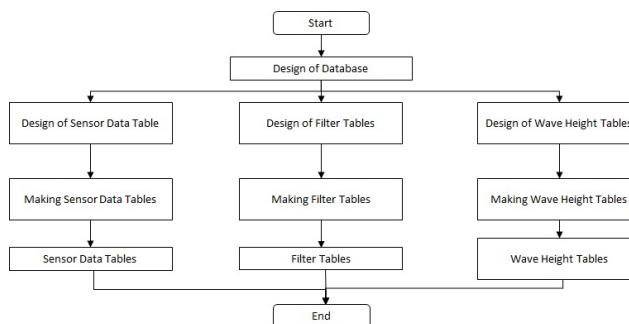 Start
Design of Database
Design of Sensor Data Table
Design of Filter Tables
Design of Wave Height Tables
Making Sensor Data Tables
Making Filter Tables
Making Wave Height Tables
Sensor Data Tables
Filter Tables
Wave Height Tables
End